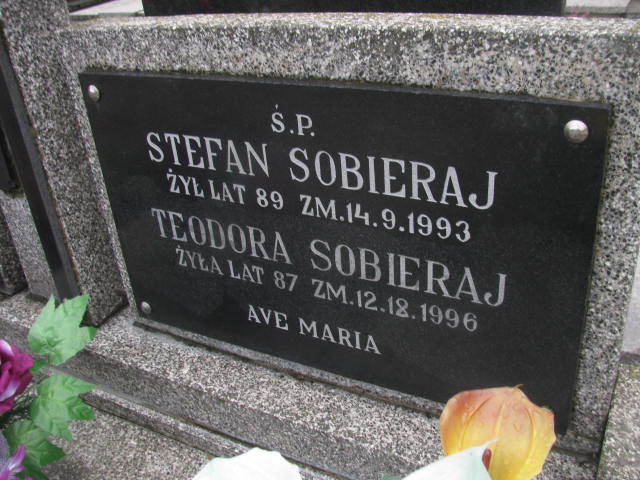 Ś.P.
STEFAN SOBIERAJ
ŻYŁ LAT 89 ZM.14.9.1993
TEODORA SOBIERAJ
ŻYŁA LAT 87 ZM.12.18.1996
AVE MARIA